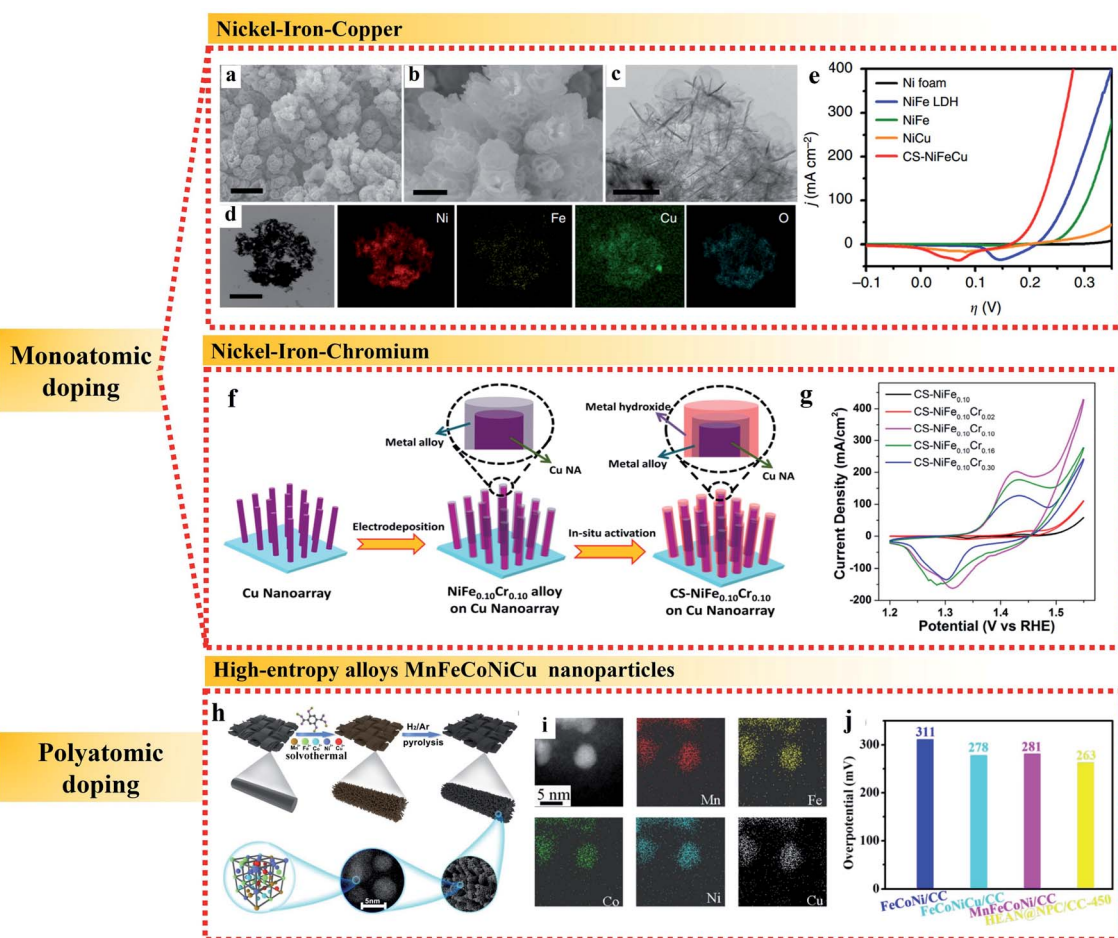 Nickel-Iron-Copper
a
b
c
d
Ni
Fe
Cu
O
e
Ni foam
NiFe LDH
NiFe
NiCu
CS-NiFeCu
400
300
200
100
0
j (mA cm⁻²)
–0.1
0.0
0.1
0.2
0.3
η (V)
Monoatomic
doping
Nickel-Iron-Chromium
f
Metal alloy
Cu NA
Metal hydroxide
Metal alloy
Cu NA
Electrodeposition
In-situ activation
Cu Nanoarray
NiFe₀.₁₀Cr₀.₁₀ alloy
on Cu Nanoarray
CS-NiFe₀.₁₀Cr₀.₁₀
on Cu Nanoarray
g
CS-NiFe₀.₁₀
CS-NiFe₀.₁₀Cr₀.₀₂
CS-NiFe₀.₁₀Cr₀.₁₀
CS-NiFe₀.₁₀Cr₀.₁₆
CS-NiFe₀.₁₀Cr₀.₃₀
500
400
300
200
100
0
-100
-200
Current Density (mA/cm²)
1.2
1.3
1.4
1.5
Potential (V vs RHE)
Polyatomic
doping
High-entropy alloys MnFeCoNiCu nanoparticles
h
solvothermal
H₂/Ar
pyrolysis
5nm
i
5 nm
Mn
Fe
Co
Ni
Cu
j
311
278
281
263
300
200
100
0
Overpotential (mV)
FeCoNi/CC
FeCoNiCu/CC
MnFeCoNi/CC
HEAN@NPC/CC-450